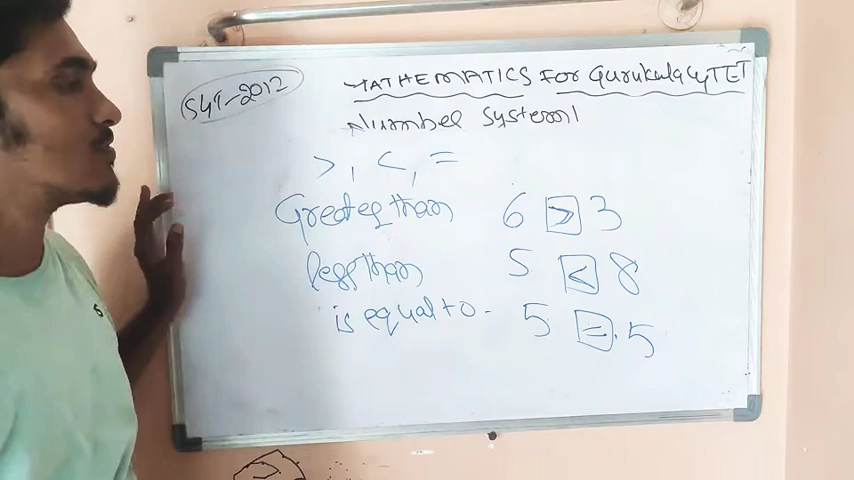 SGT-2012
MATHEMATICS For Gurukula, TET
Number System
>, <, =
Greater than 6 > 3
less than 5 < 8
is equal to - 5 = 5